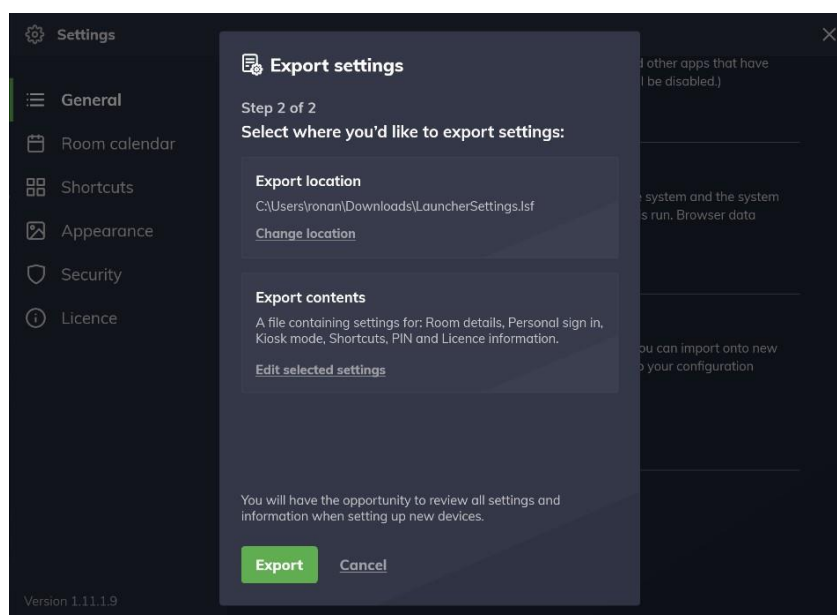 Settings
General
Room calendar
Shortcuts
Appearance
Security
Licence
Version 1.11.1.9
Export settings
Step 2 of 2
Select where you’d like to export settings:
Export location
C:\Users\ronan\Downloads\LauncherSettings.lsf
Change location
Export contents
A file containing settings for: Room details, Personal sign in,
Kiosk mode, Shortcuts, PIN and Licence information.
Edit selected settings
You will have the opportunity to review all settings and
information when setting up new devices.
Export
Cancel
other apps that have
be disabled.)
system and the system
run. Browser data
can import onto new
your configuration